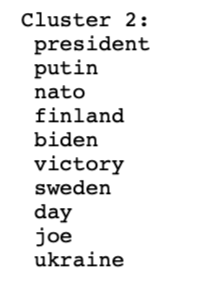 Cluster 2:
president
putin
nato
finland
biden
victory
sweden
day
joe
ukraine